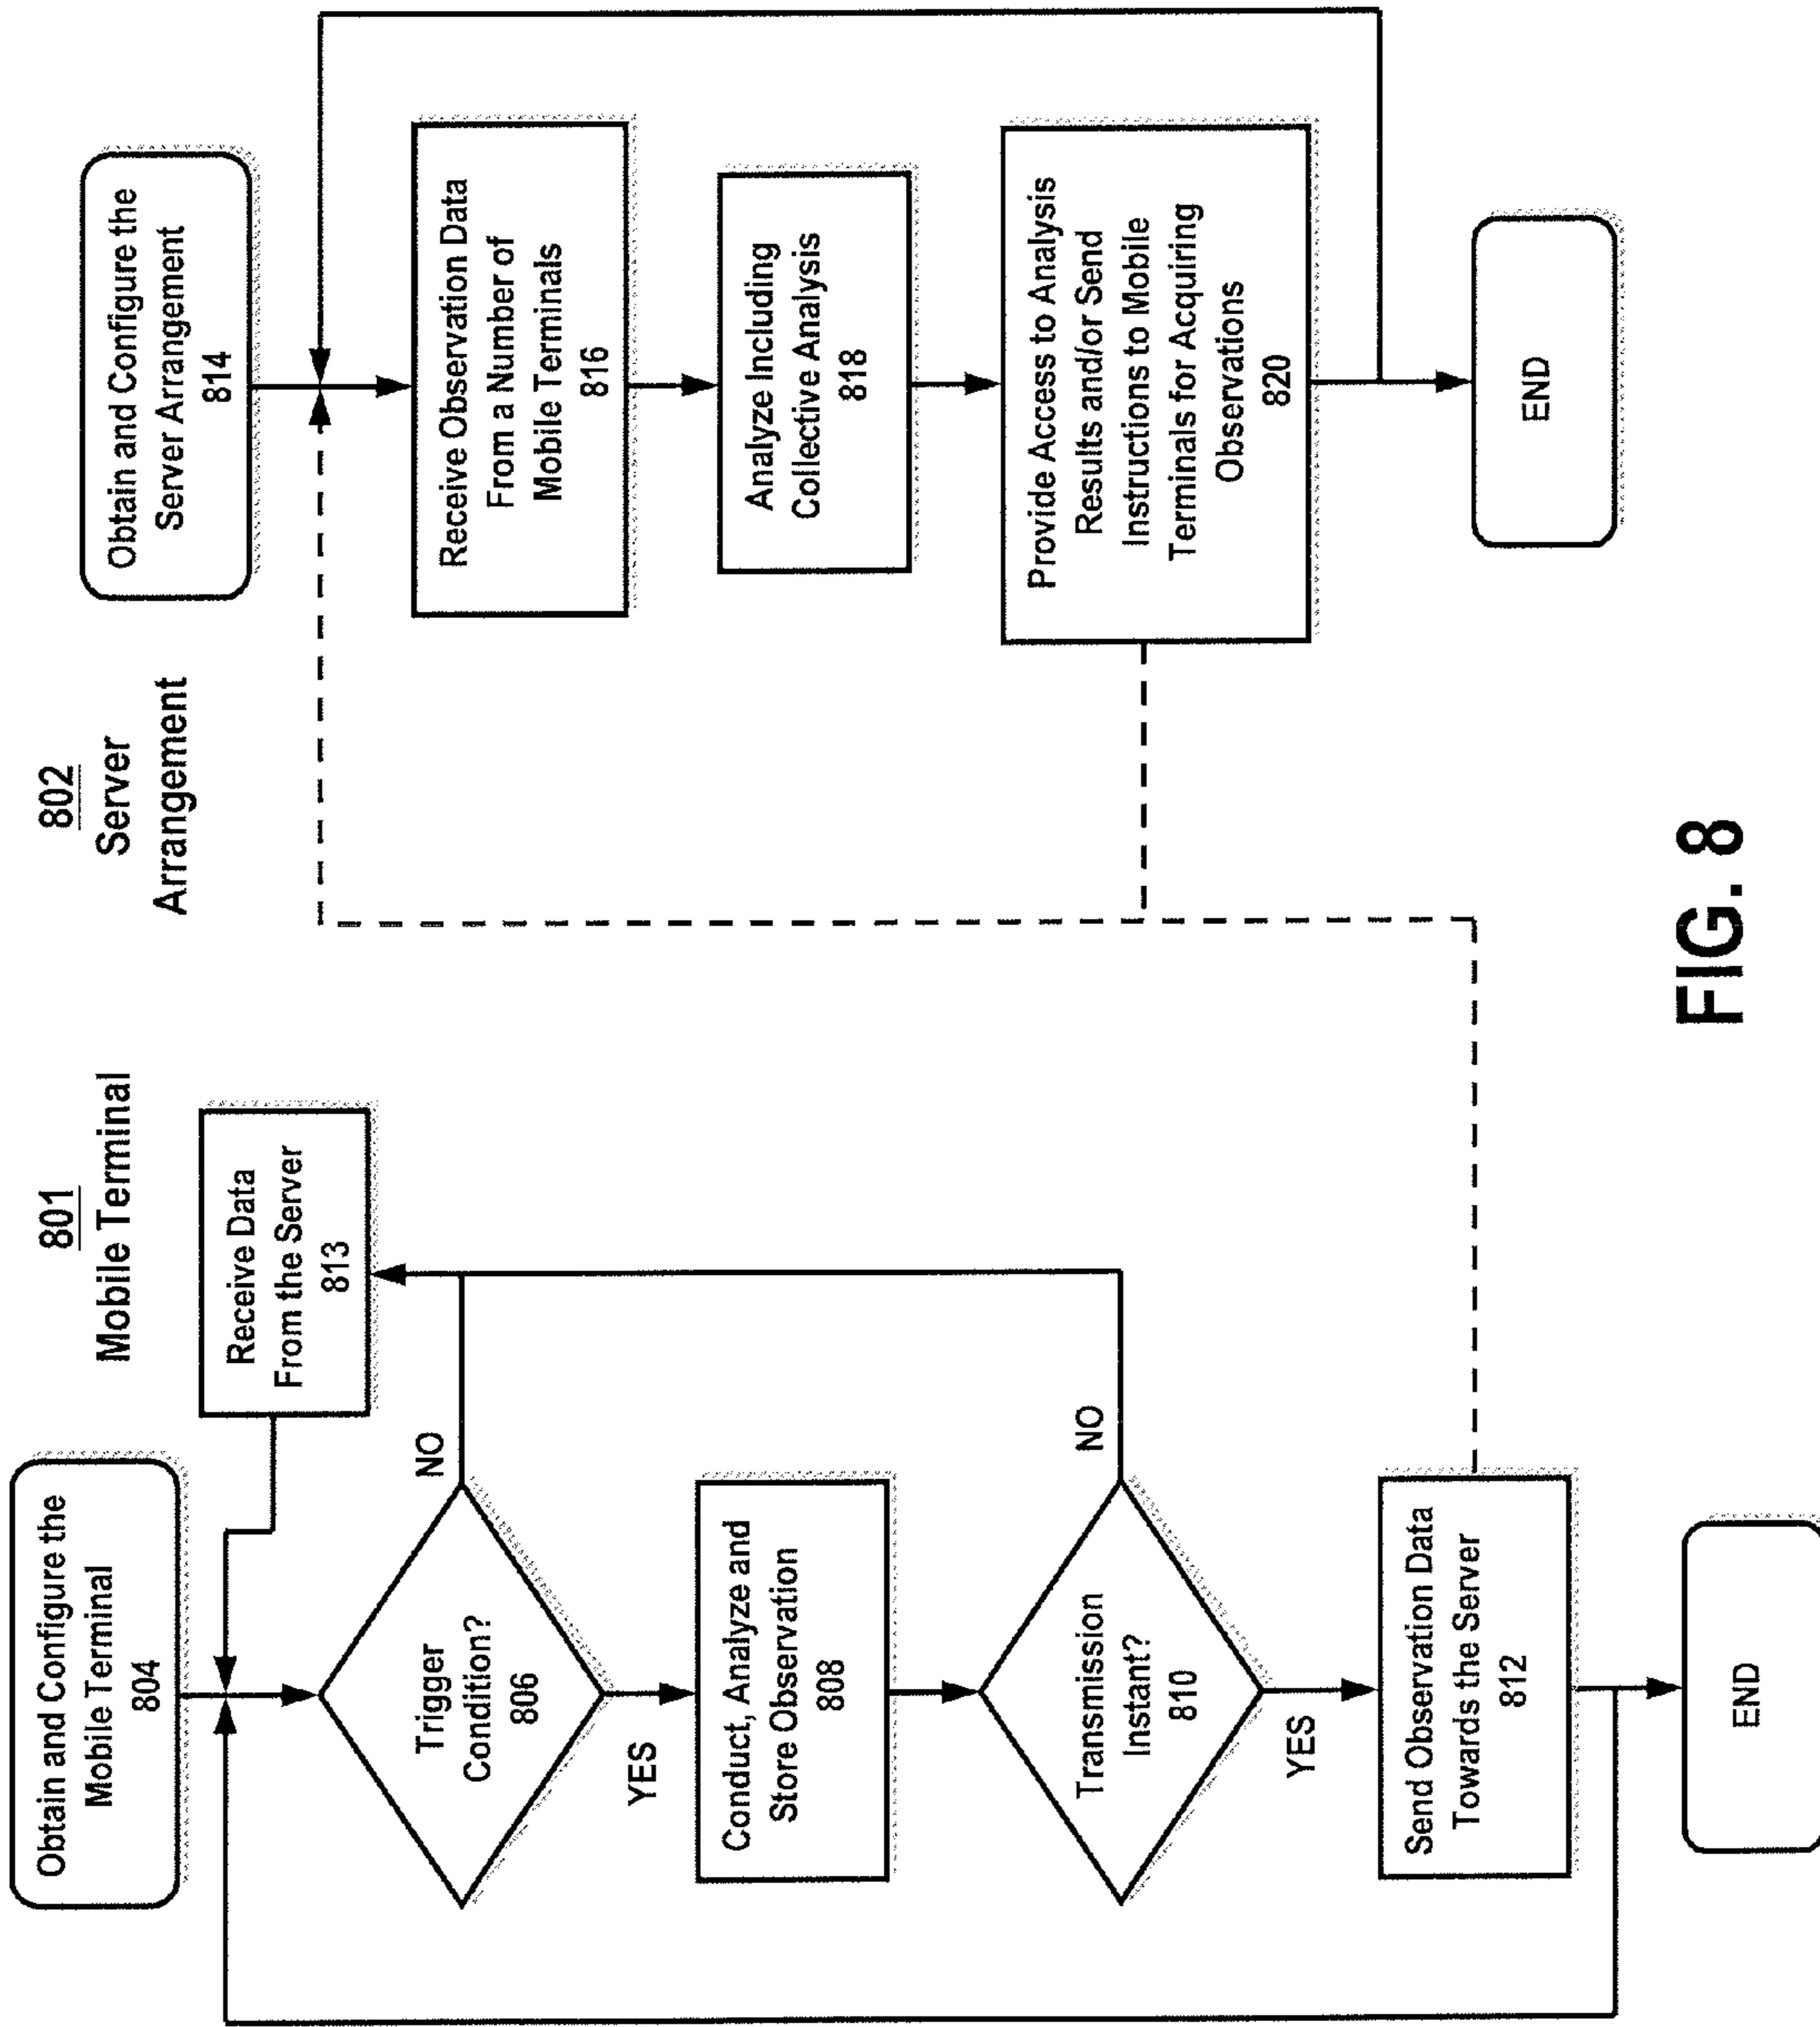 801
Mobile Terminal
Obtain and Configure the
Mobile Terminal
804
Receive Data
From the Server
813
Trigger
Condition?
806
NO
YES
Conduct, Analyze and
Store Observation
808
Transmission
Instant?
810
NO
YES
Send Observation Data
Towards the Server
812
END
802
Server
Arrangement
Obtain and Configure the
Server Arrangement
814
Receive Observation Data
From a Number of
Mobile Terminals
816
Analyze Including
Collective Analysis
818
Provide Access to Analysis
Results and/or Send
Instructions to Mobile
Terminals for Acquiring
Observations
820
END
FIG. 8